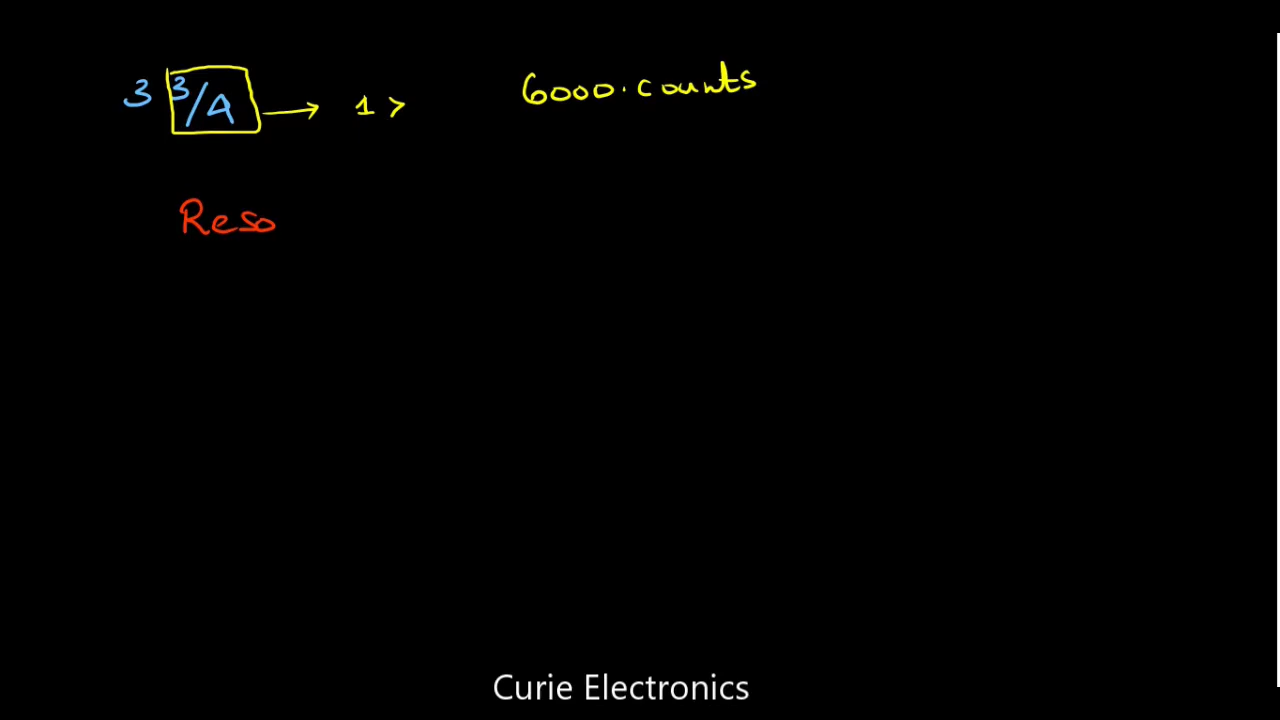 3 3/4 → 1 > 6000.counts
Reso
Curie Electronics